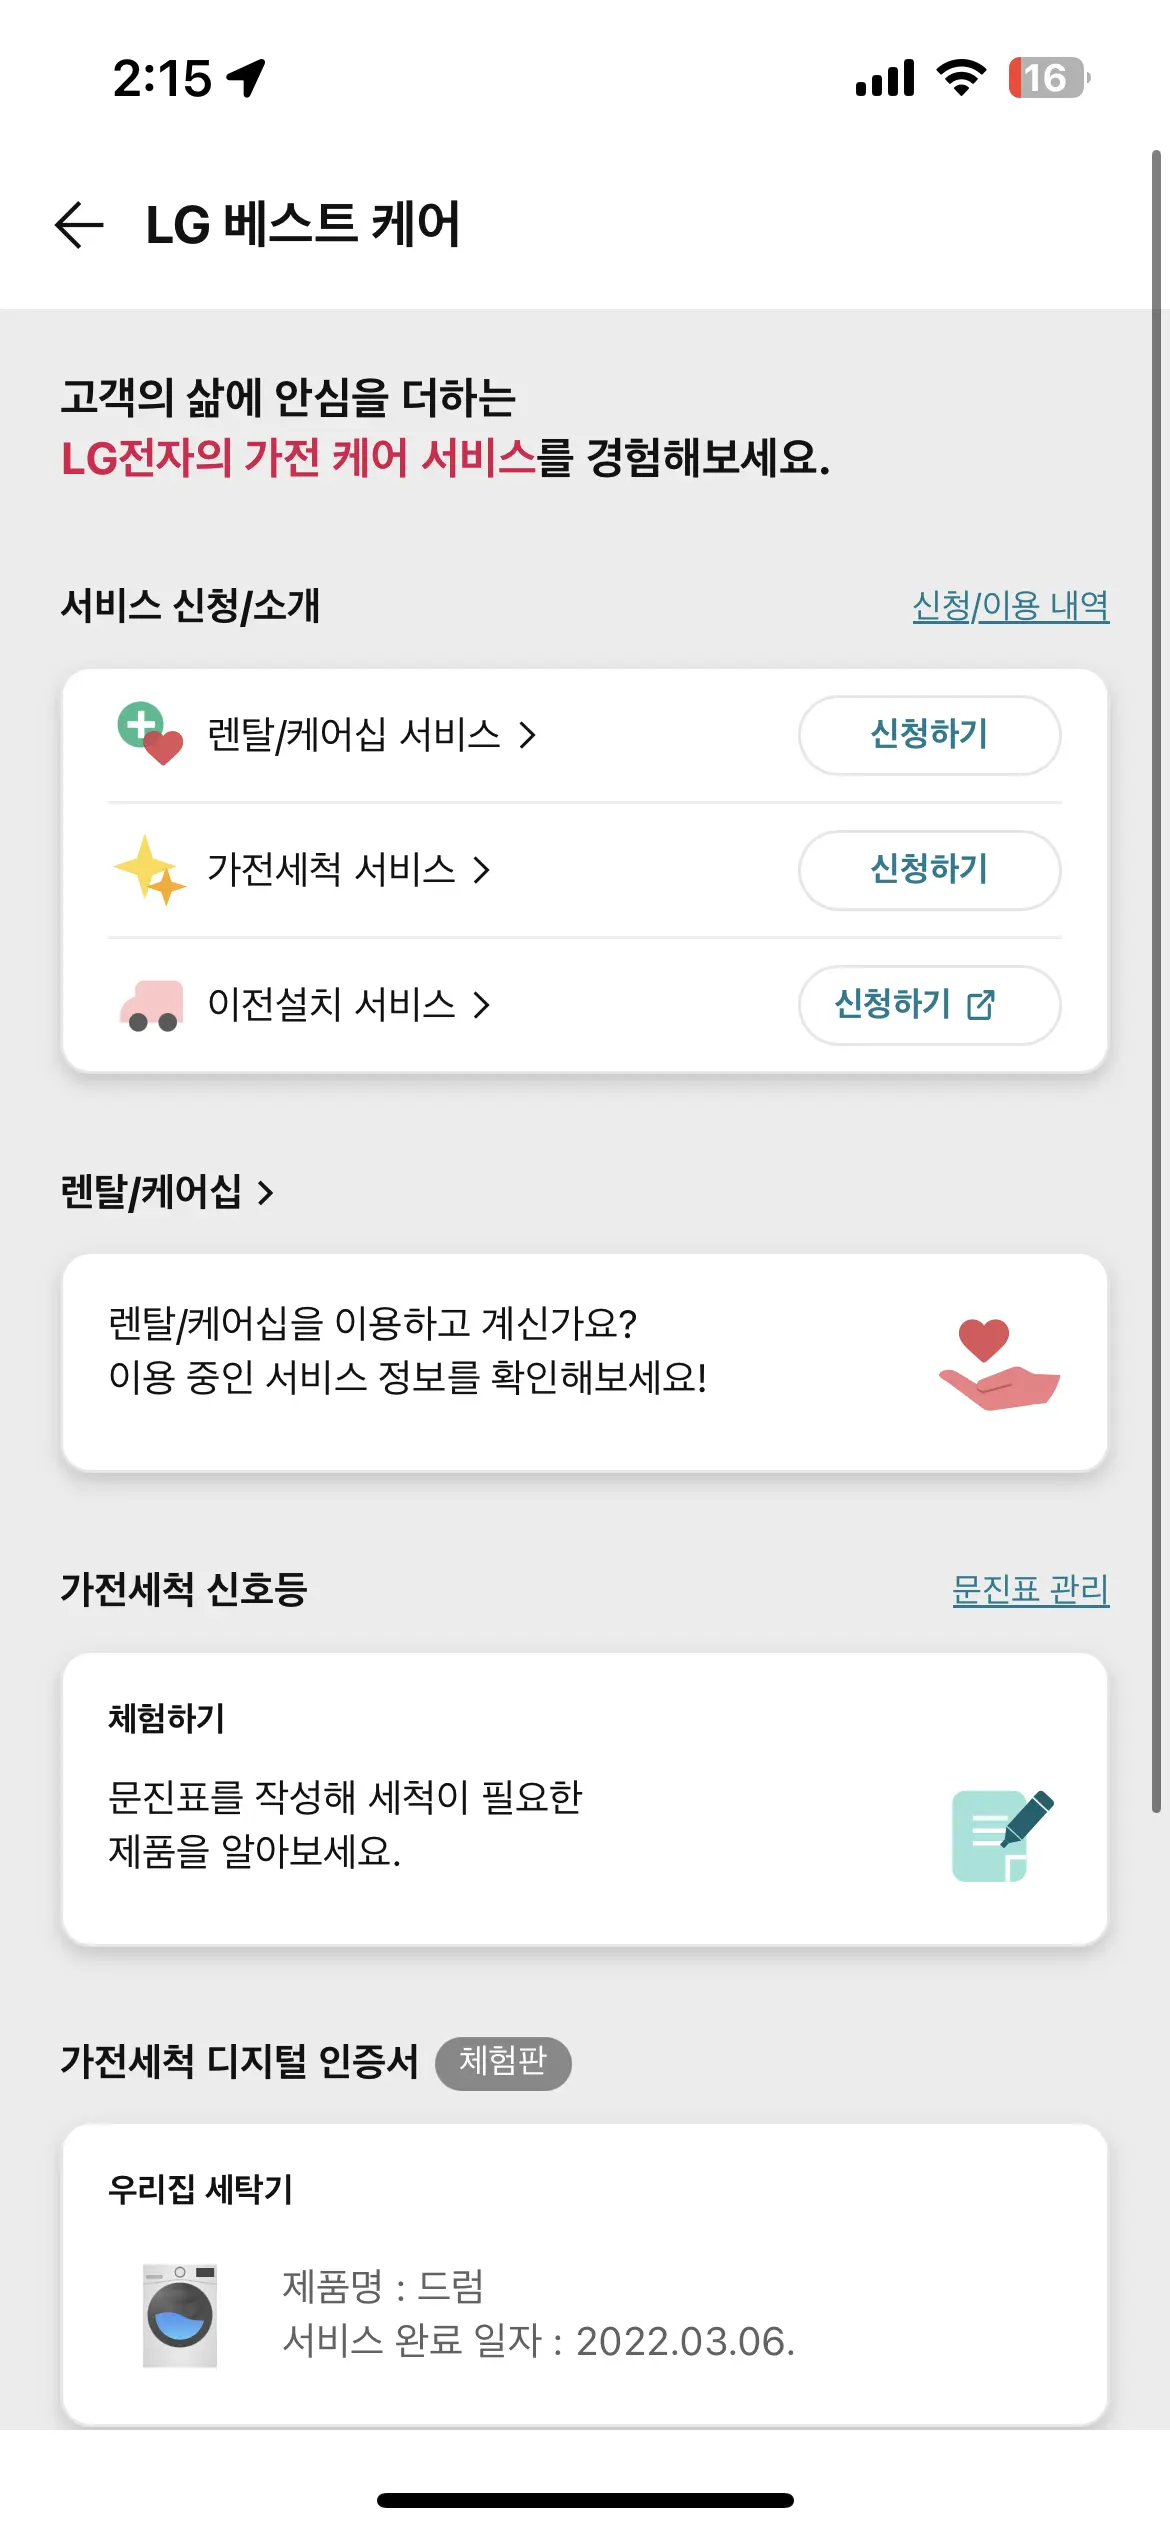 2:15
16
LG 베스트 케어
고객의 삶에 안심을 더하는
LG전자의 가전 케어 서비스를 경험해보세요.
서비스 신청/소개
신청/이용 내역
렌탈/케어십 서비스
신청하기
가전세척 서비스
신청하기
이전설치 서비스
신청하기
렌탈/케어십
렌탈/케어십을 이용하고 계신가요?
이용 중인 서비스 정보를 확인해보세요!
가전세척 신호등
문진표 관리
체험하기
문진표를 작성해 세척이 필요한
제품을 알아보세요.
가전세척 디지털 인증서
체험판
우리집 세탁기
제품명 : 드럼
서비스 완료 일자 : 2022.03.06.